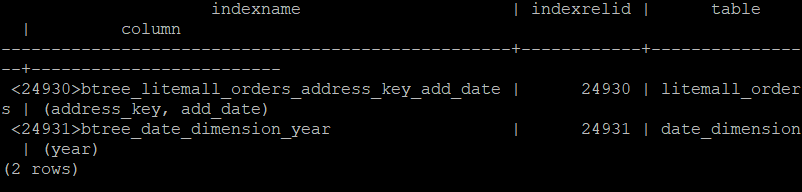 indexname | indexrelid | table
| column
---------------------------------------------------+------------+----------------
--+-------------------------
<24930>btree_litemall_orders_address_key_add_date | 24930 | litemall_order
s | (address_key, add_date)
<24931>btree_date_dimension_year | 24931 | date_dimension
| (year)
(2 rows)